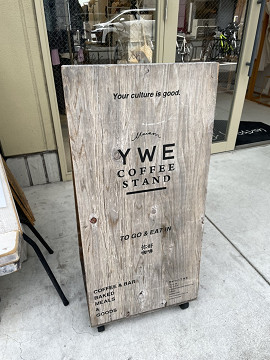 Your culture is good.
YWE
COFFEE
STAND
TO GO & EAT IN
COFFEE & BAR
BAKED
MEALS
&
GOODS